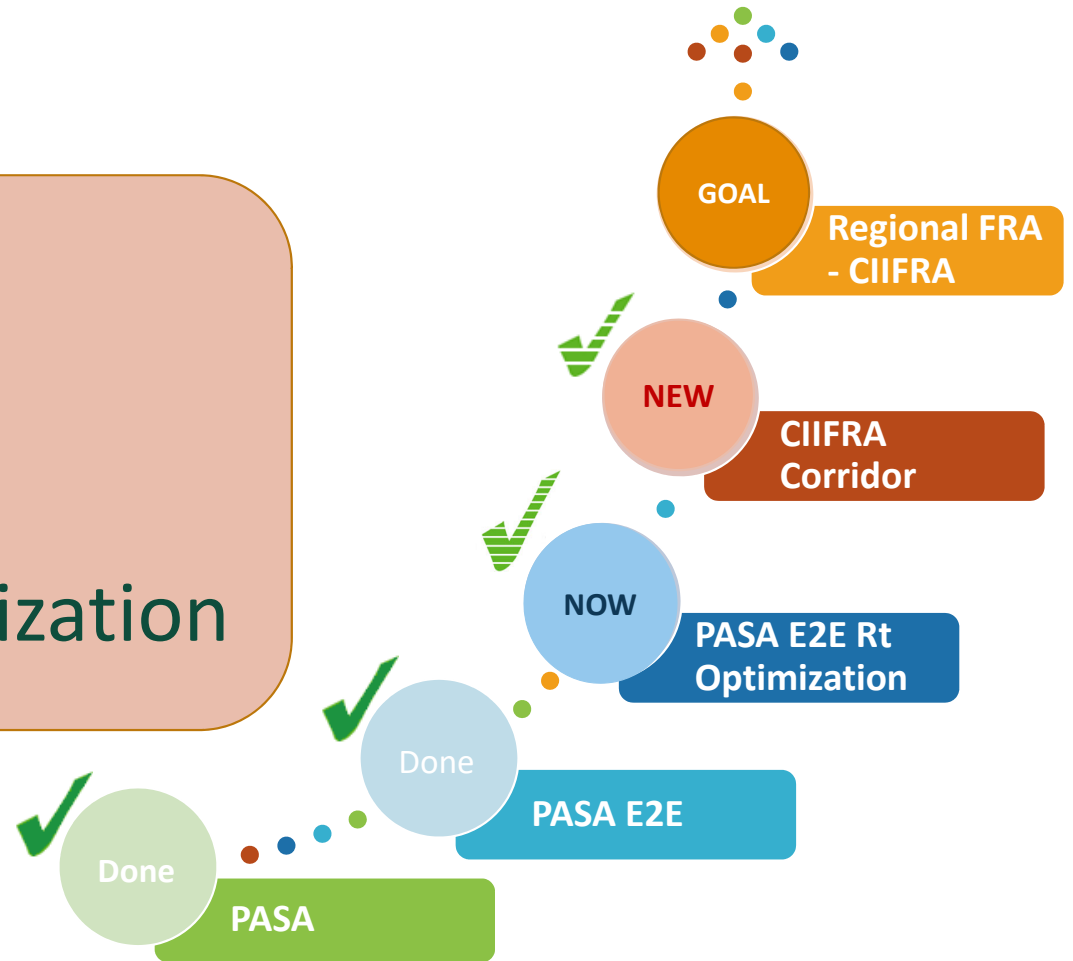 GOAL
Regional FRA
- CIIFRA
NEW
CIIFRA
Corridor
ization
NOW
PASA E2E Rt
Optimization
Done
PASA E2E
Done
PASA